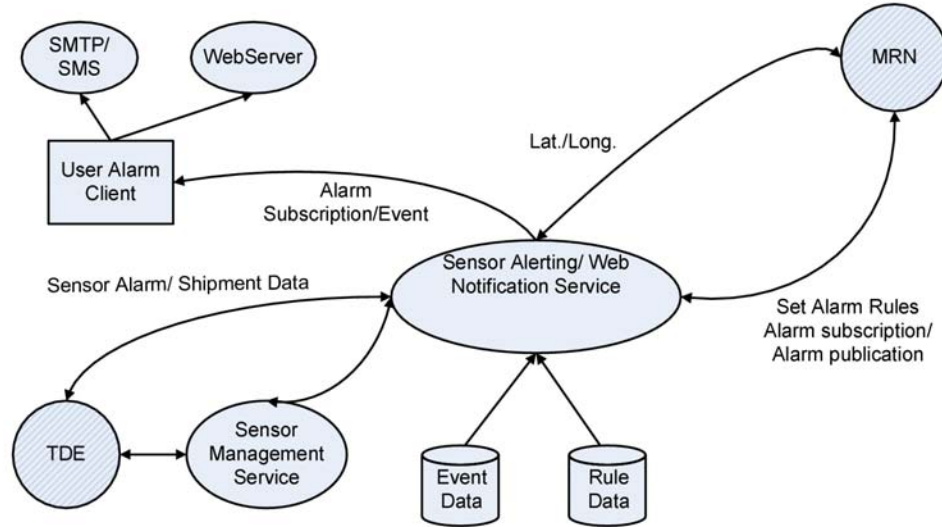 SMTP/
SMS
WebServer
MRN
User Alarm
Client
Lat./Long.
Alarm
Subscription/Event
Sensor Alerting/ Web
Notification Service
Sensor Alarm/ Shipment Data
Set Alarm Rules
Alarm subscription/
Alarm publication
TDE
Sensor
Management
Service
Event
Data
Rule
Data